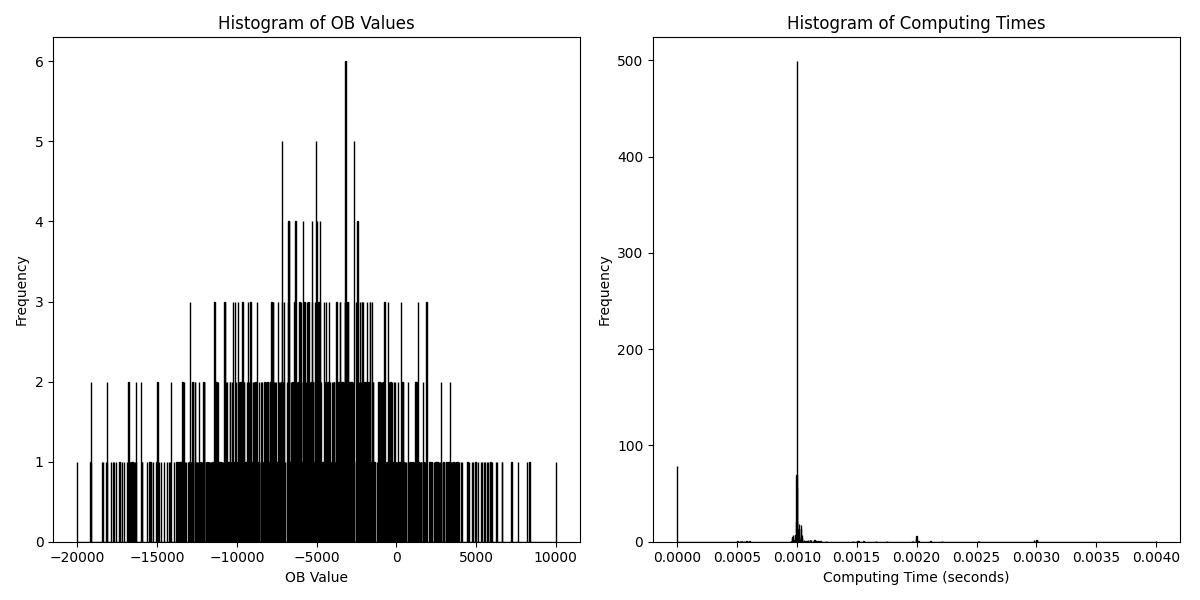 Histogram of OB Values
6
5
4
3
2
1
0
Frequency
−20000 −15000 −10000 −5000 0 5000 10000
OB Value
Histogram of Computing Times
500
400
300
200
100
0
Frequency
0.0000 0.0005 0.0010 0.0015 0.0020 0.0025 0.0030 0.0035 0.0040
Computing Time (seconds)